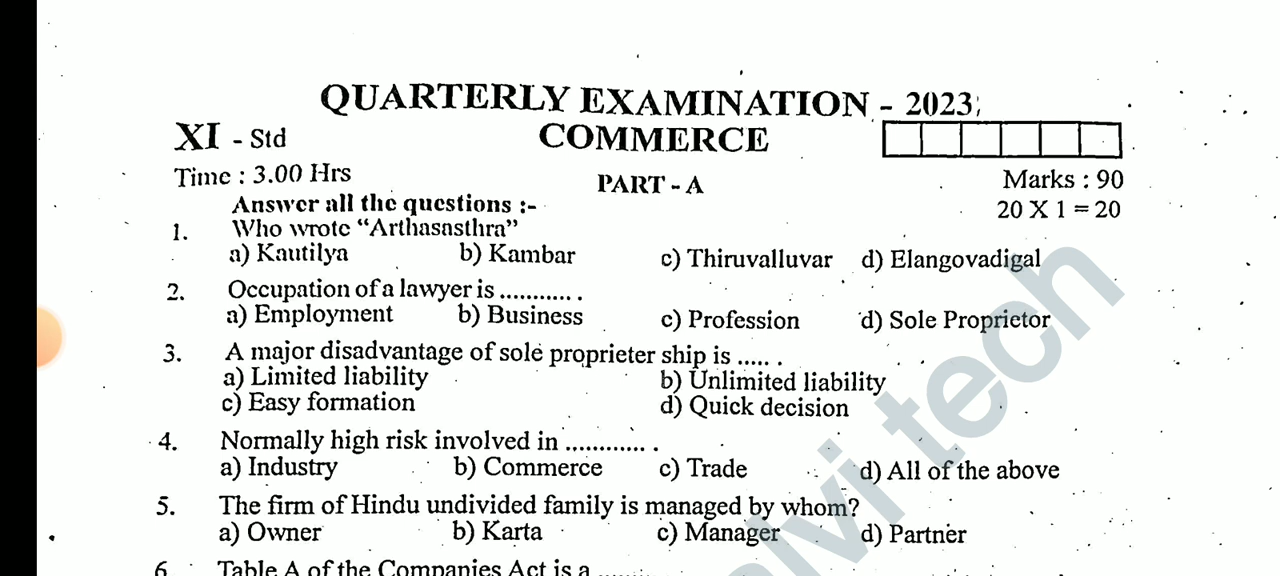 QUARTERLY EXAMINATION - 2023
XI - Std COMMERCE
Time : 3.00 Hrs PART - A Marks : 90
Answer all the questions :- 20 X 1 = 20
1. Who wrote “Arthasasthra”
a) Kautilya b) Kambar c) Thiruvalluvar d) Elangovadigal
2. Occupation of a lawyer is ............
a) Employment b) Business c) Profession d) Sole Proprietor
3. A major disadvantage of sole proprieter ship is ......
a) Limited liability b) Unlimited liability
c) Easy formation d) Quick decision
4. Normally high risk involved in .............
a) Industry b) Commerce c) Trade d) All of the above
5. The firm of Hindu undivided family is managed by whom?
a) Owner b) Karta c) Manager d) Partner
6. Table A of the Companies Act is a .......
tech